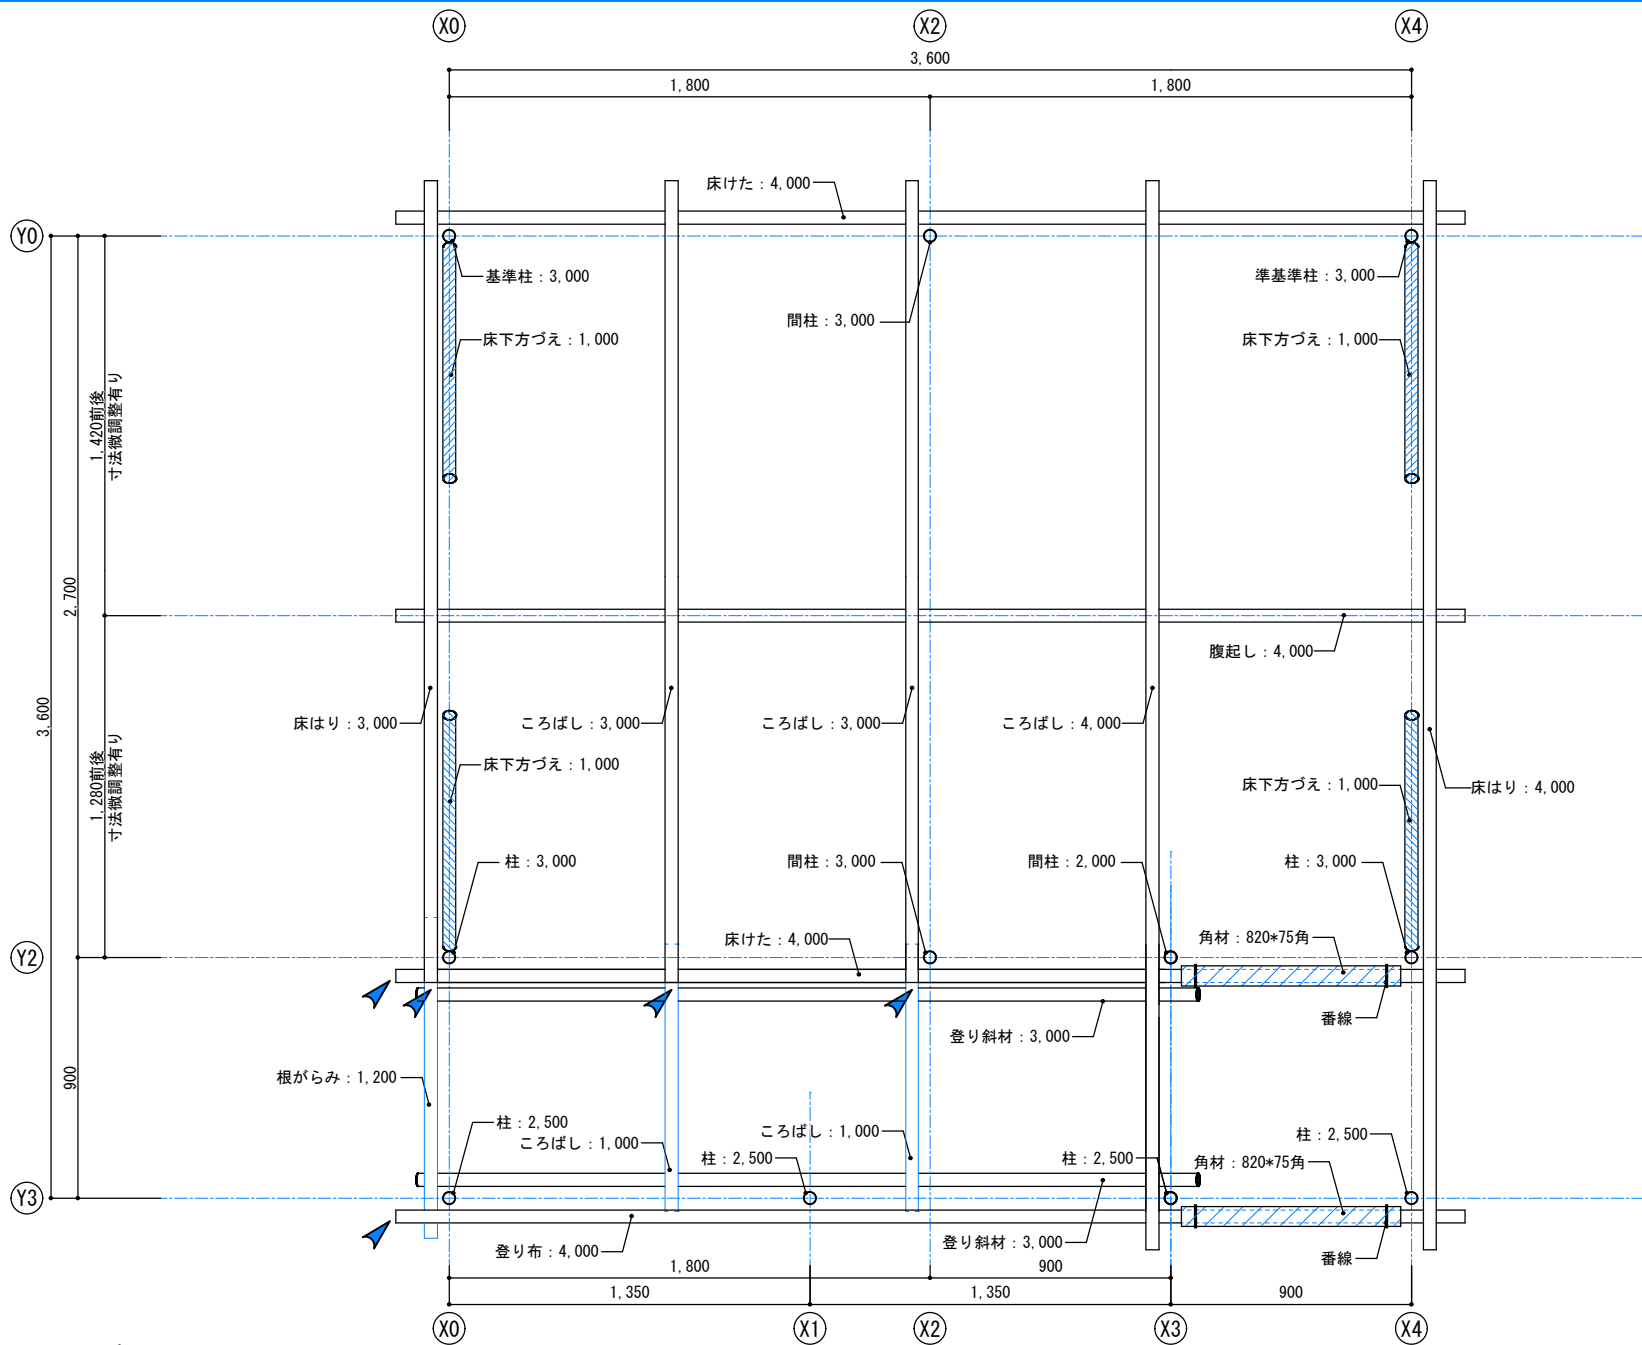 X0
X2
X4
3,600
1,800
1,800
床けた：4,000
Y0
基準柱：3,000
準基準柱：3,000
間柱：3,000
床下方づえ：1,000
床下方づえ：1,000
1,420前後
寸法微調整有り
2,700
腹起し：4,000
3,600
床はり：3,000
ころばし：3,000
ころばし：3,000
ころばし：4,000
1,280前後
寸法微調整有り
床下方づえ：1,000
床下方づえ：1,000
床はり：4,000
柱：3,000
間柱：3,000
間柱：2,000
柱：3,000
床けた：4,000
角材：820*75角
Y2
番線
登り斜材：3,000
900
根がらみ：1,200
柱：2,500
ころばし：1,000
ころばし：1,000
柱：2,500
柱：2,500
柱：2,500
角材：820*75角
Y3
登り布：4,000
登り斜材：3,000
番線
1,800
900
1,350
1,350
900
X0
X1
X2
X3
X4